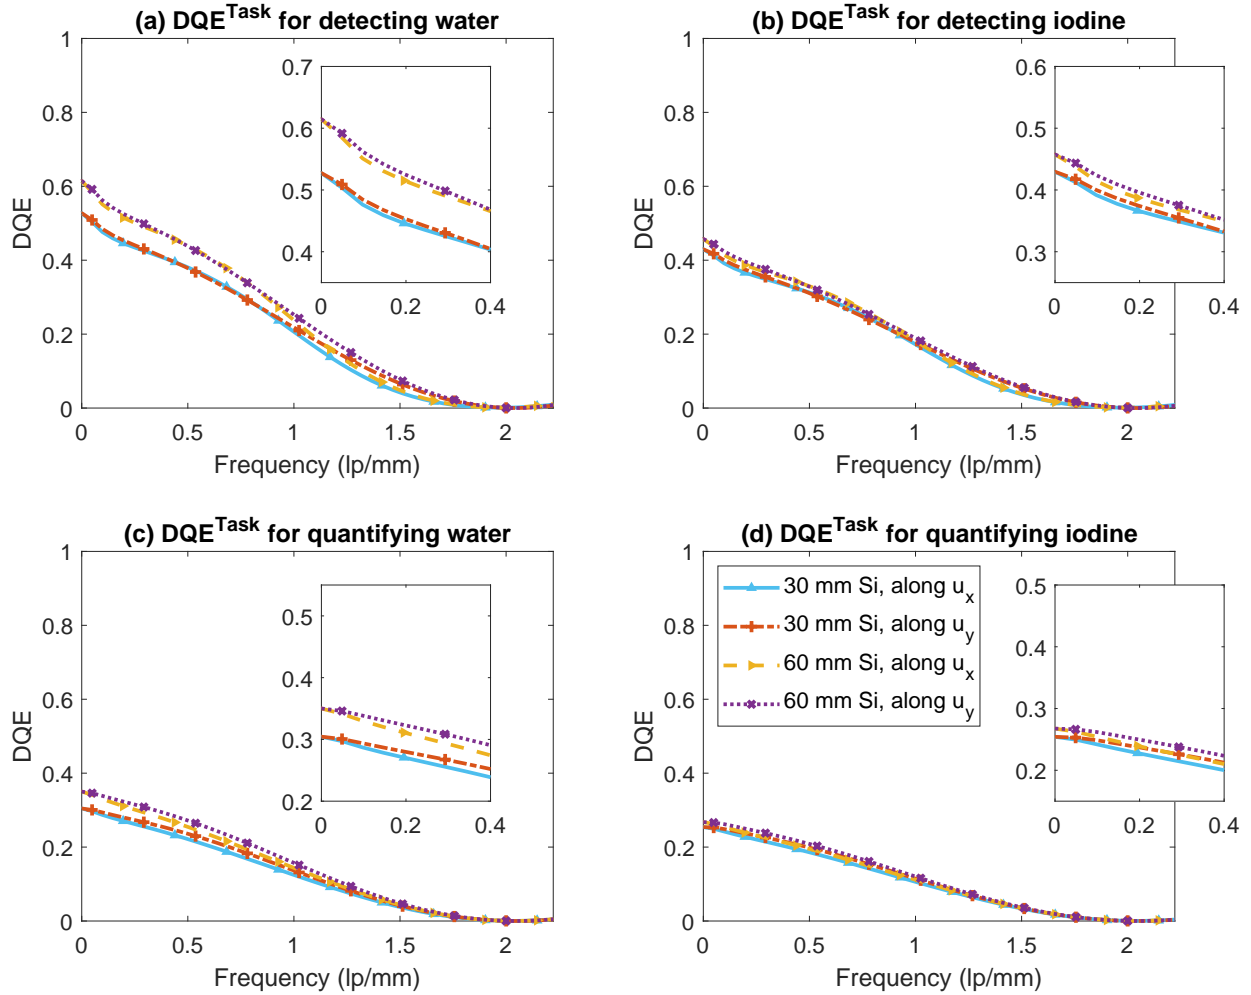 (a) DQE^Task for detecting water
1
0.8
0.6
0.4
0.2
0
DQE
0.7
0.6
0.5
0.4
0 0.2 0.4
0 0.5 1 1.5 2
Frequency (lp/mm)
(b) DQE^Task for detecting iodine
1
0.8
0.6
0.4
0.2
0
DQE
0.6
0.5
0.4
0.3
0 0.2 0.4
0 0.5 1 1.5 2
Frequency (lp/mm)
(c) DQE^Task for quantifying water
1
0.8
0.6
0.4
0.2
0
DQE
0.5
0.4
0.3
0.2
0 0.2 0.4
0 0.5 1 1.5 2
Frequency (lp/mm)
(d) DQE^Task for quantifying iodine
1
0.8
0.6
0.4
0.2
0
DQE
30 mm Si, along u_x
30 mm Si, along u_y
60 mm Si, along u_x
60 mm Si, along u_y
0.5
0.4
0.3
0.2
0 0.2 0.4
0 0.5 1 1.5 2
Frequency (lp/mm)